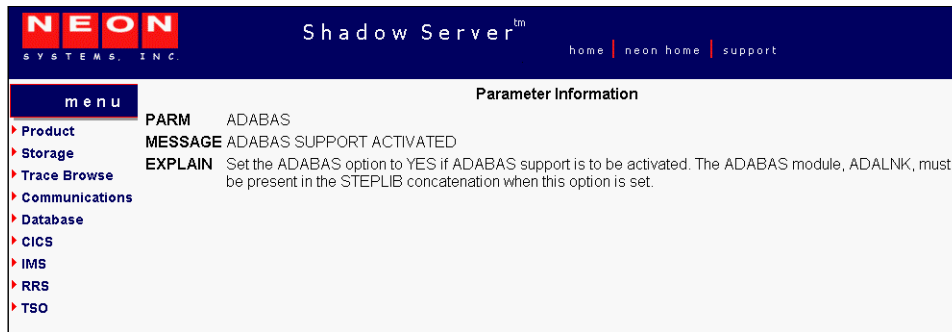 NEON
SYSTEMS, INC.
Shadow Server™
home | neon home | support
menu
Product
Storage
Trace Browse
Communications
Database
CICS
IMS
RRS
TSO
Parameter Information
PARM ADABAS
MESSAGE ADABAS SUPPORT ACTIVATED
EXPLAIN Set the ADABAS option to YES if ADABAS support is to be activated. The ADABAS module, ADALNK, must
be present in the STEPLIB concatenation when this option is set.